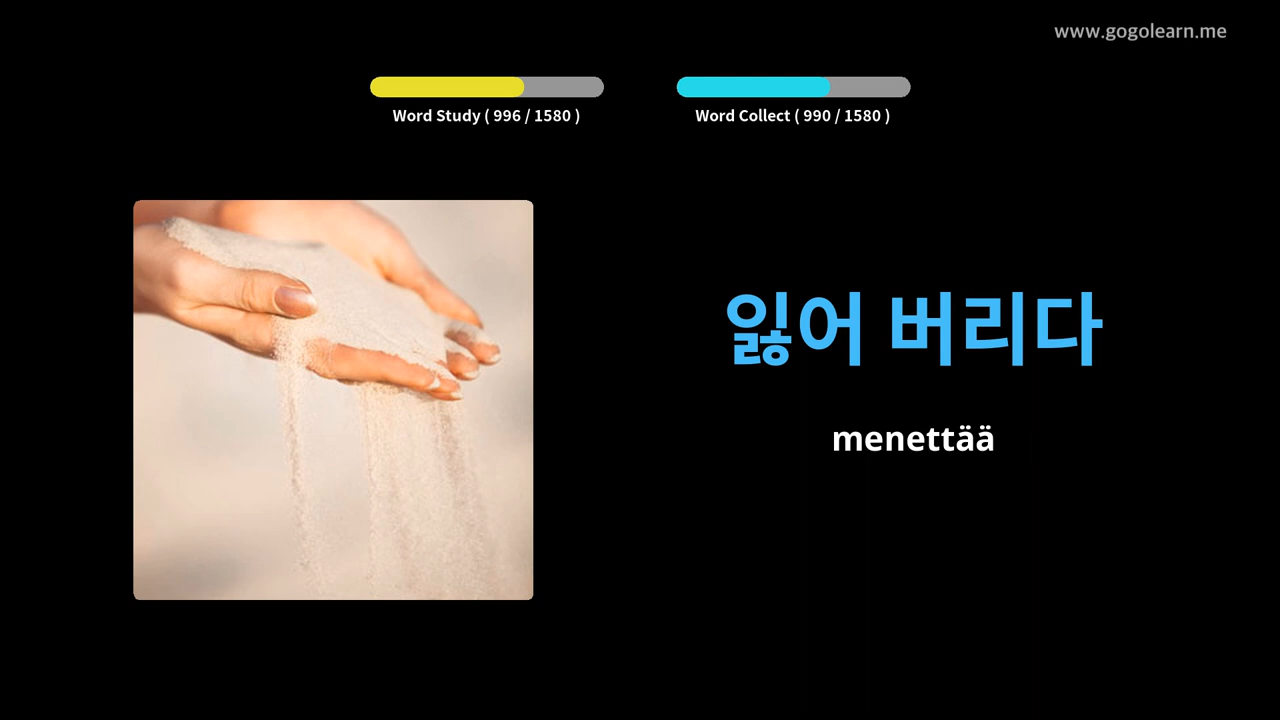 www.gogolearn.me
Word Study ( 996 / 1580 )
Word Collect ( 990 / 1580 )
잃어 버리다
menettää